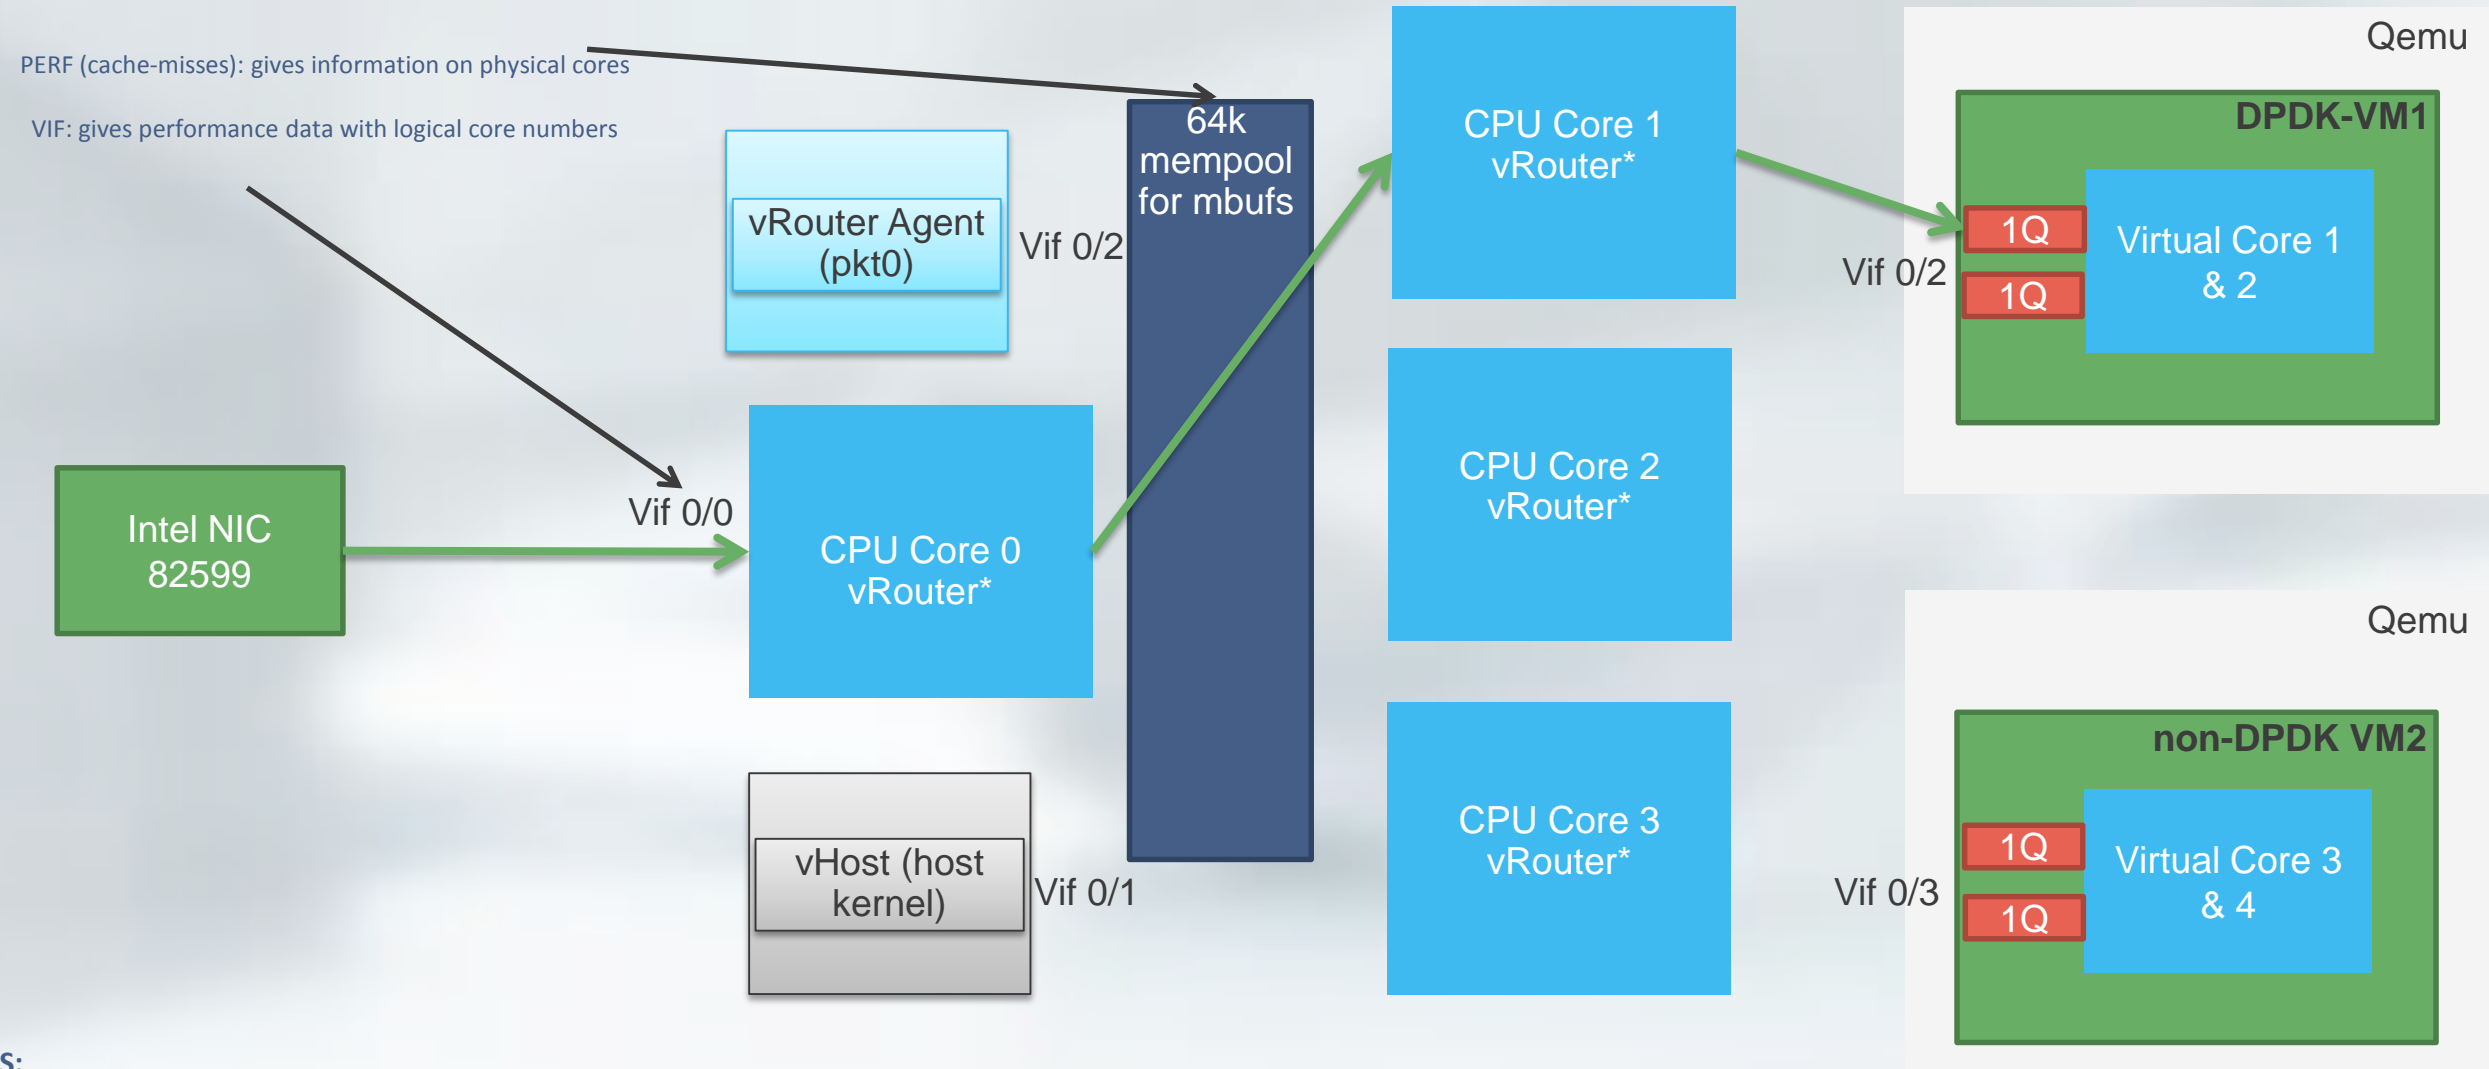 PERF (cache-misses): gives information on physical cores
VIF: gives performance data with logical core numbers
vRouter Agent
(pkt0)
Vif 0/2
64k
mempool
for mbufs
CPU Core 1
vRouter*
Qemu
DPDK-VM1
1Q
1Q
Virtual Core 1
& 2
Vif 0/2
Intel NIC
82599
Vif 0/0
CPU Core 0
vRouter*
CPU Core 2
vRouter*
vHost (host
kernel)
Vif 0/1
CPU Core 3
vRouter*
Qemu
non-DPDK VM2
1Q
1Q
Virtual Core 3
& 4
Vif 0/3
s: